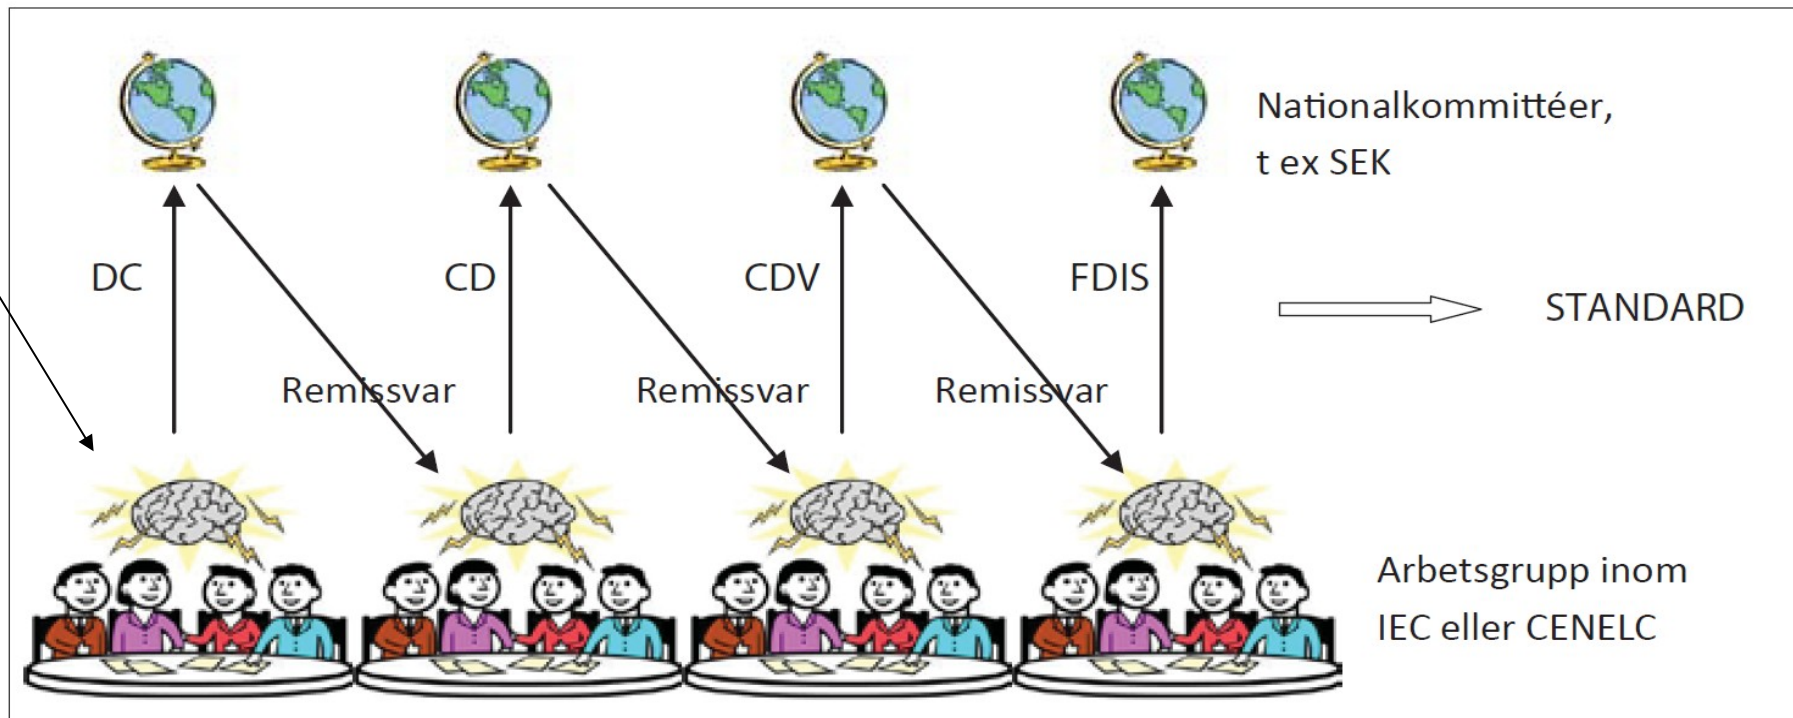 Nationalkommittéer,
t ex SEK
DC
CD
CDV
FDIS
STANDARD
Remissvar
Remissvar
Remissvar
Arbetsgrupp inom
IEC eller CENELC